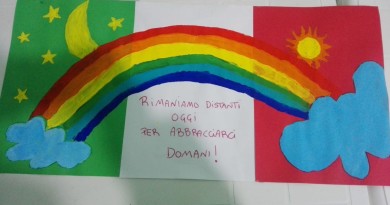 RIMANIAMO DISTANTI
OGGI
PER ABBRACCIARCI
DOMANI!